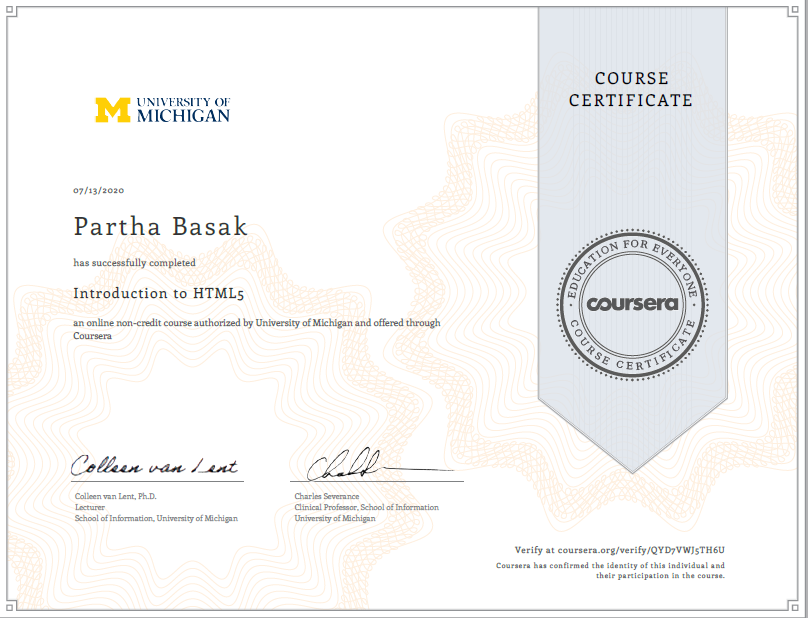 UNIVERSITY OF
MICHIGAN
COURSE
CERTIFICATE
07/13/2020
Partha Basak
has successfully completed
Introduction to HTML5
an online non-credit course authorized by University of Michigan and offered through
Coursera
EDUCATION FOR EVERYONE
coursera
COURSE CERTIFICATE
Colleen van Lent
Colleen van Lent, Ph.D.
Lecturer
School of Information, University of Michigan
Charles Severance
Clinical Professor, School of Information
University of Michigan
Verify at coursera.org/verify/QYD7VWJ5TH6U
Coursera has confirmed the identity of this individual and
their participation in the course.